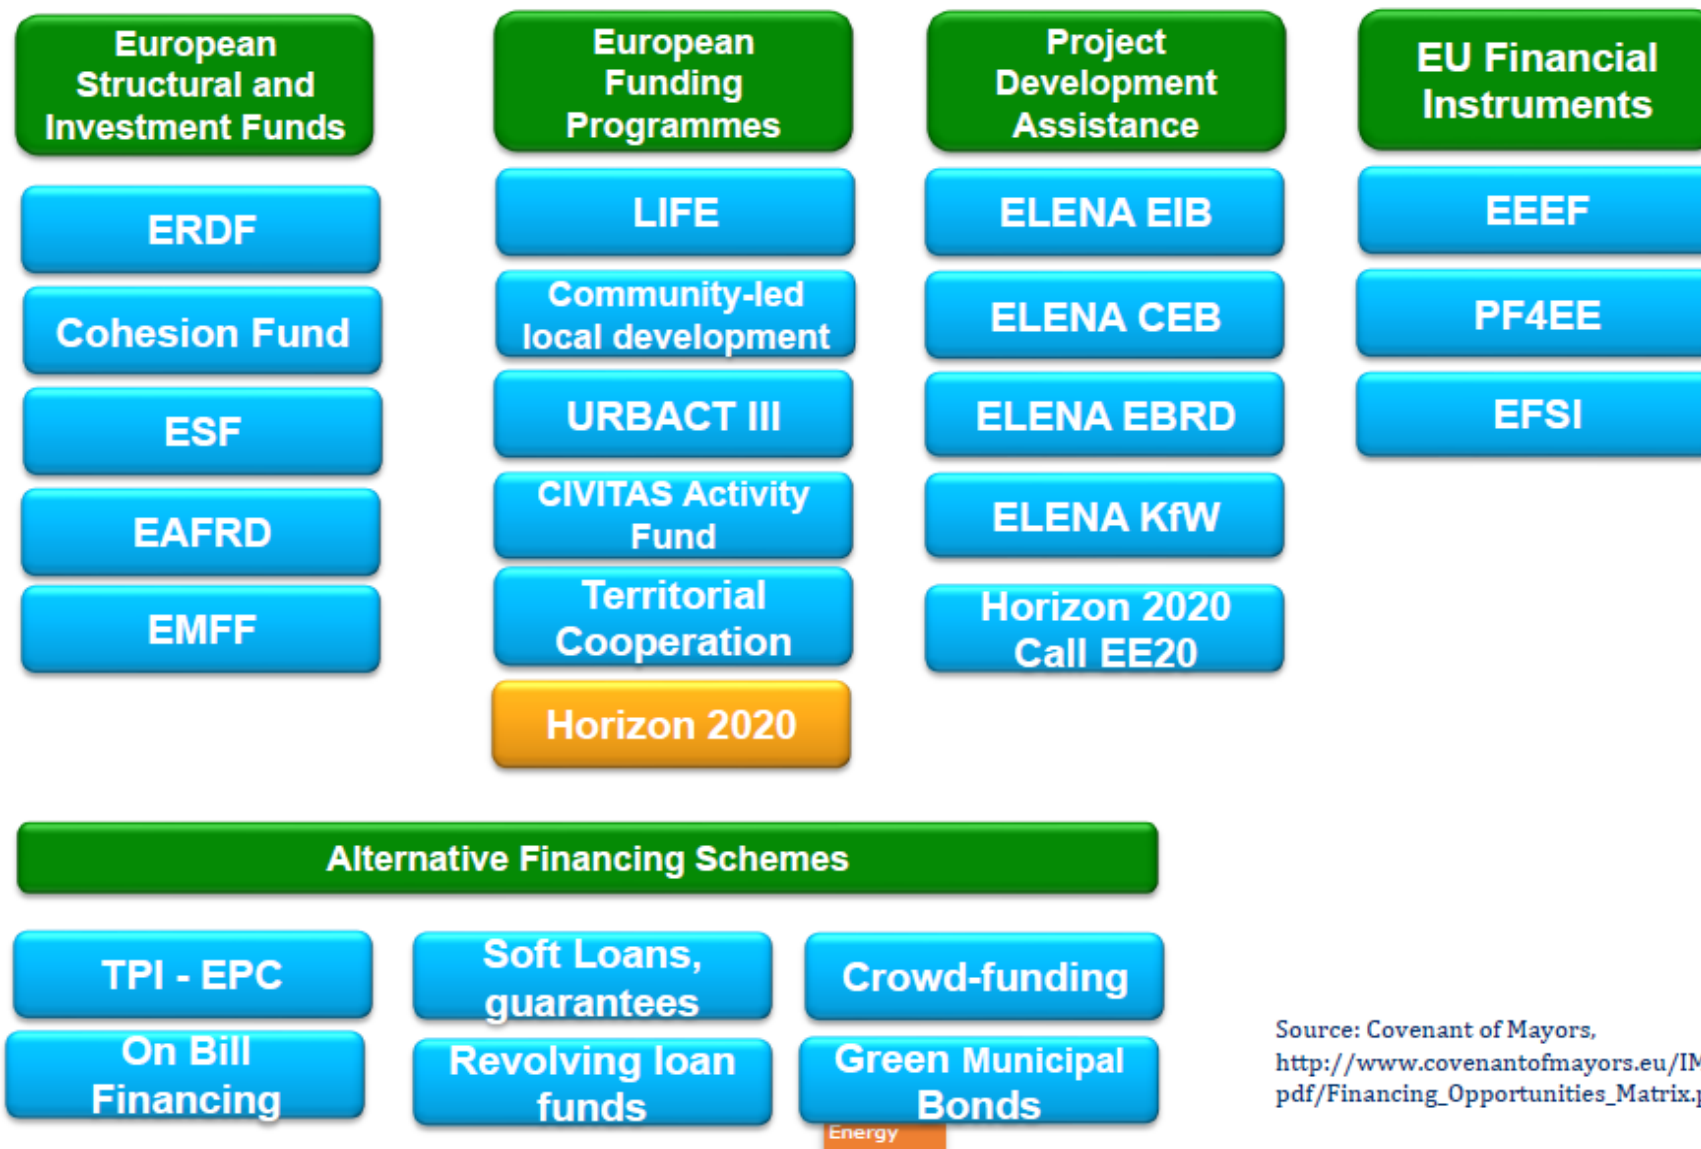 European
Structural and
Investment Funds
ERDF
Cohesion Fund
ESF
EAFRD
EMFF
European
Funding
Programmes
LIFE
Community-led
local development
URBACT III
CIVITAS Activity
Fund
Territorial
Cooperation
Horizon 2020
Project
Development
Assistance
ELENA EIB
ELENA CEB
ELENA EBRD
ELENA KfW
Horizon 2020
Call EE20
EU Financial
Instruments
EEEF
PF4EE
EFSI
Alternative Financing Schemes
TPI - EPC
Soft Loans,
guarantees
Crowd-funding
On Bill
Financing
Revolving loan
funds
Green Municipal
Bonds
Energy
Source: Covenant of Mayors,
http://www.covenantofmayors.eu/IM
pdf/Financing_Opportunities_Matrix.p